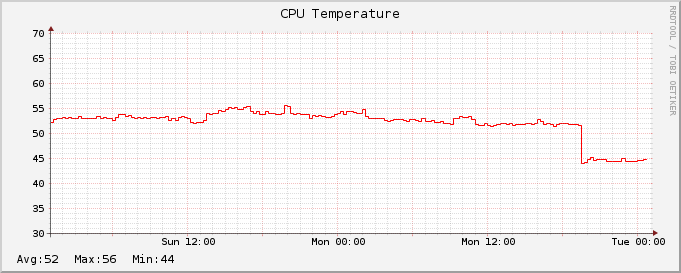 CPU Temperature
RRDTOOL / TOBI OETIKER
70
65
60
55
50
45
40
35
30
Sun 12:00 Mon 00:00 Mon 12:00 Tue 00:00
Avg:52 Max:56 Min:44